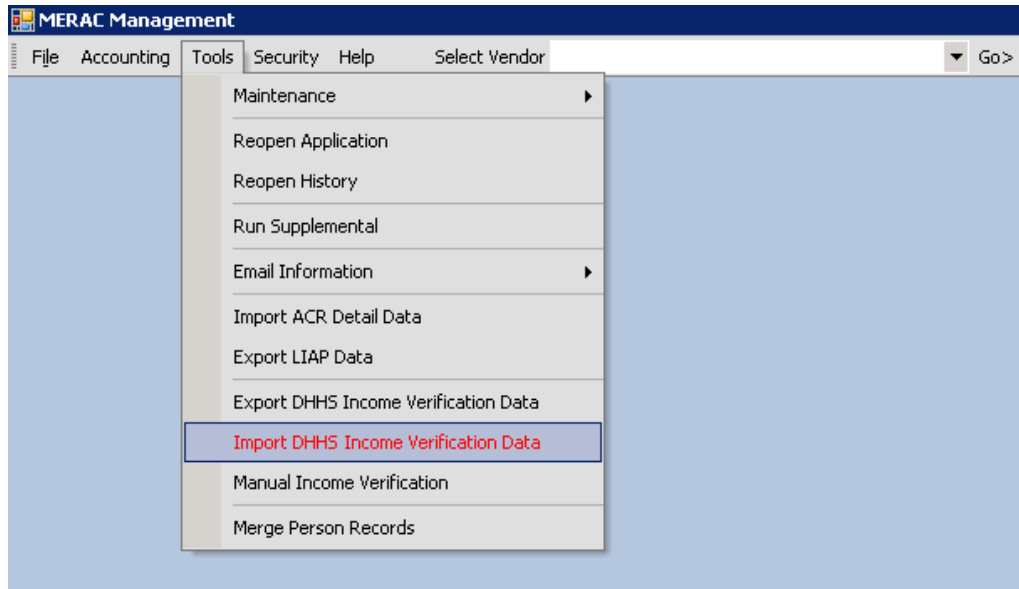 MERAC Management
File Accounting Tools Security Help Select Vendor Go>
Maintenance
Reopen Application
Reopen History
Run Supplemental
Email Information
Import ACR Detail Data
Export LIAP Data
Export DHHS Income Verification Data
Import DHHS Income Verification Data
Manual Income Verification
Merge Person Records